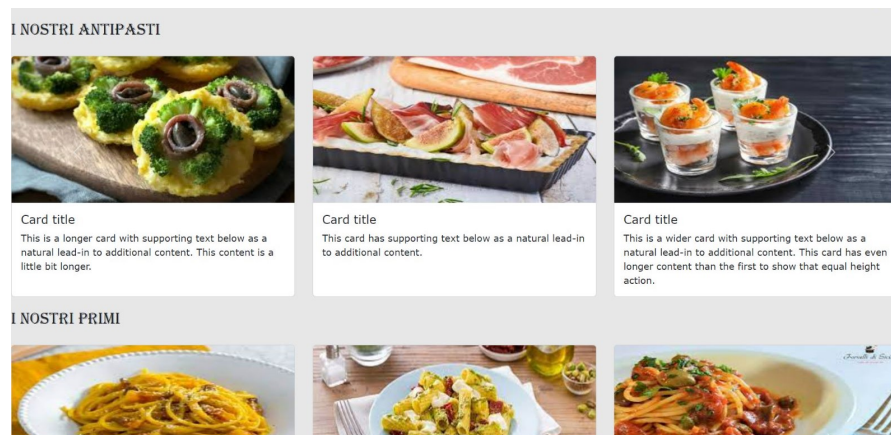 I NOSTRI ANTIPASTI
Card title
This is a longer card with supporting text below as a
natural lead-in to additional content. This content is a
little bit longer.
Card title
This card has supporting text below as a natural lead-in
to additional content.
Card title
This is a wider card with supporting text below as a
natural lead-in to additional content. This card has even
longer content than the first to show that equal height
action.
I NOSTRI PRIMI